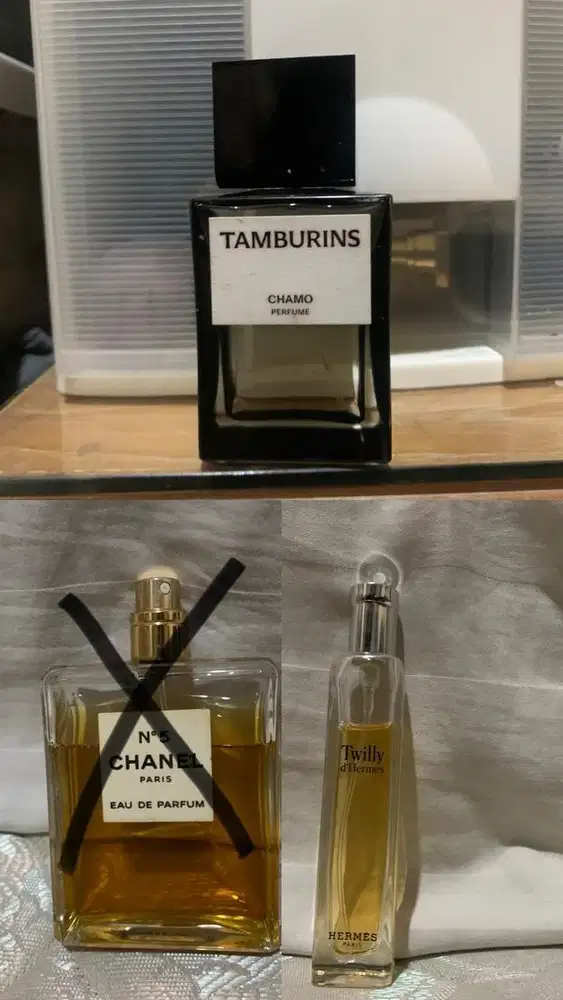 TAMBURINS
CHAMO
PERFUME
N°5
CHANEL
PARIS
EAU DE PARFUM
Twilly
d'Hermès
HERMÈS
PARIS